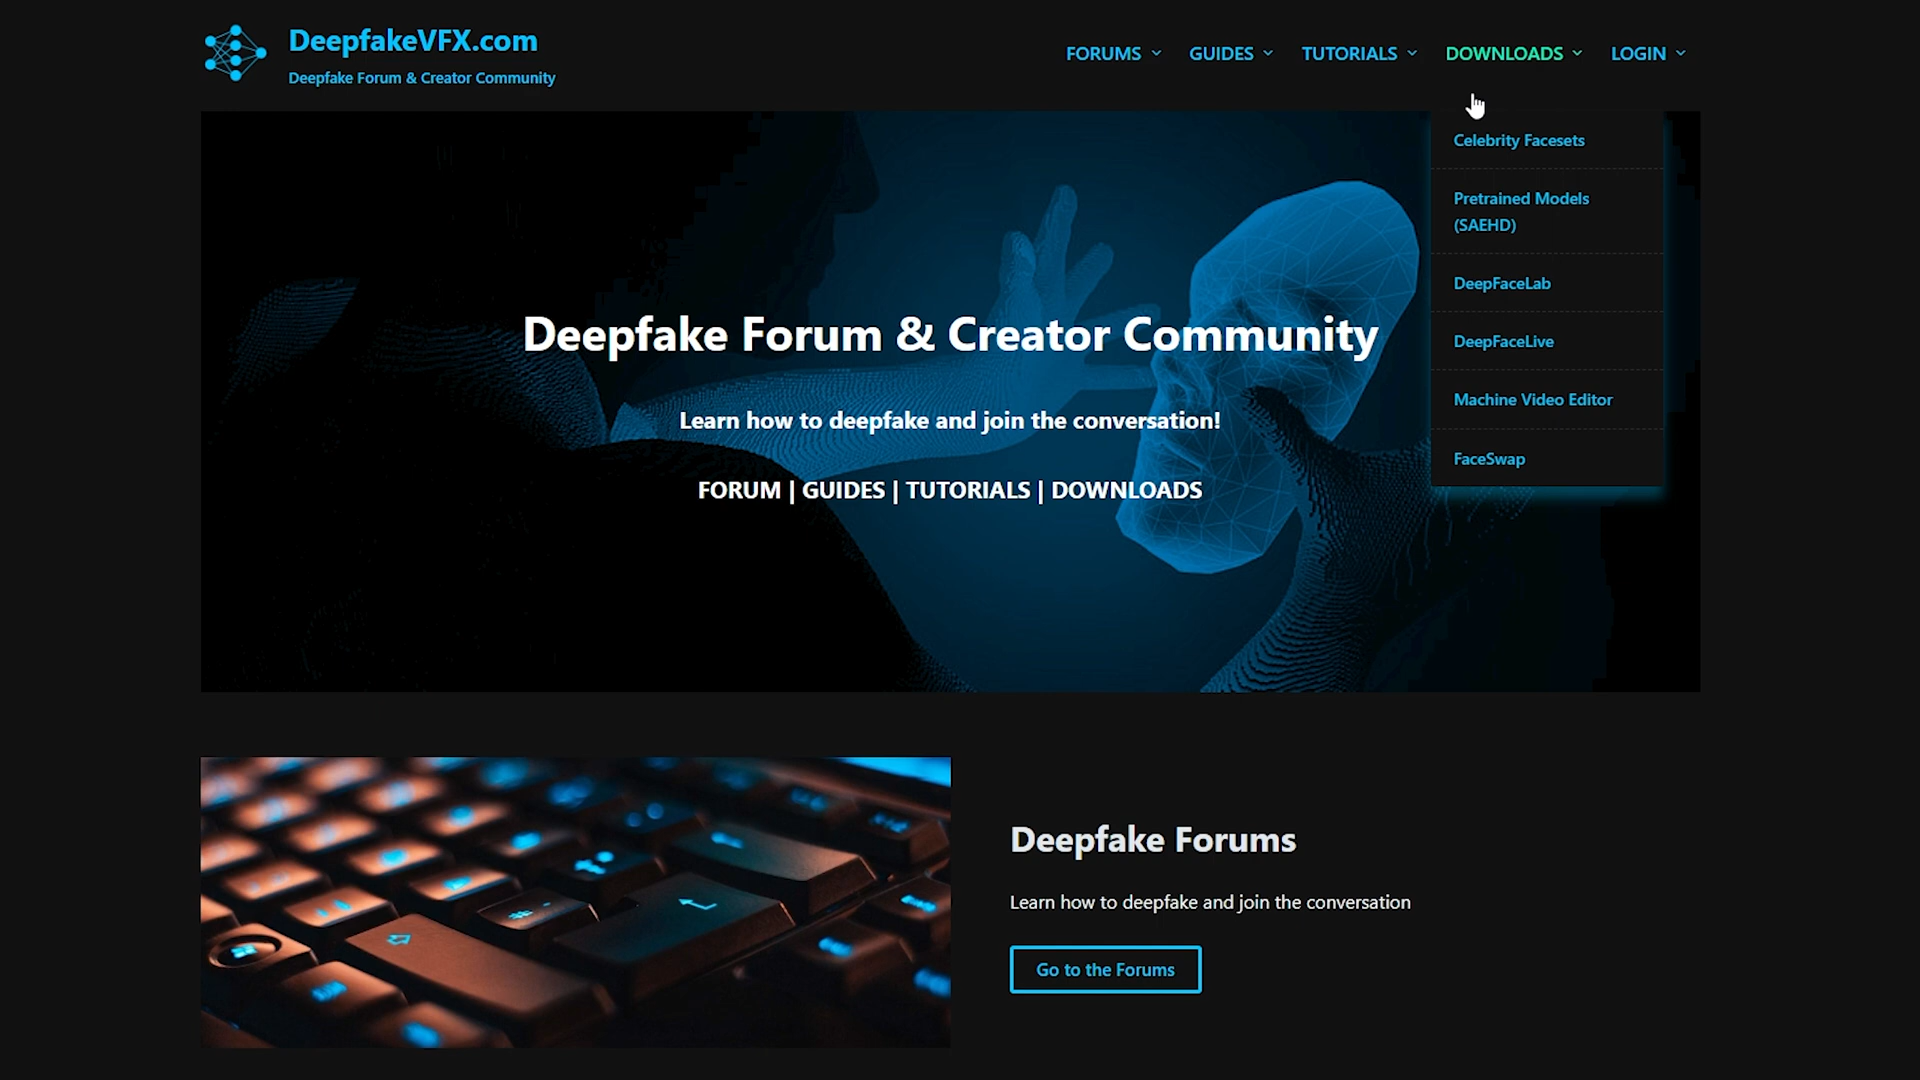 DeepfakeVFX.com
Deepfake Forum & Creator Community
FORUMS
GUIDES
TUTORIALS
DOWNLOADS
LOGIN
Celebrity Facesets
Pretrained Models
(SAEHD)
DeepFaceLab
DeepFaceLive
Machine Video Editor
FaceSwap
Deepfake Forum & Creator Community
Learn how to deepfake and join the conversation!
FORUM | GUIDES | TUTORIALS | DOWNLOADS
Deepfake Forums
Learn how to deepfake and join the conversation
Go to the Forums